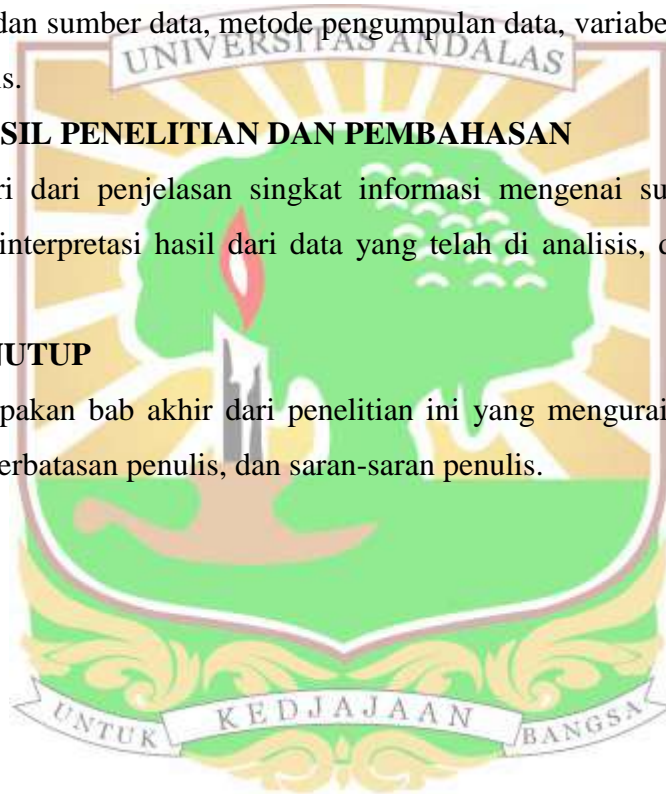 dan sumber data, metode pengumpulan data, variabe
UNIVERSITAS ANDALAS
is.
SIL PENELITIAN DAN PEMBAHASAN
ri dari penjelasan singkat informasi mengenai su
interpretasi hasil dari data yang telah di analisis, d
JUTUP
pakan bab akhir dari penelitian ini yang mengurai
erbatasan penulis, dan saran-saran penulis.
UNTUK KEDJAJAAN BANGSA